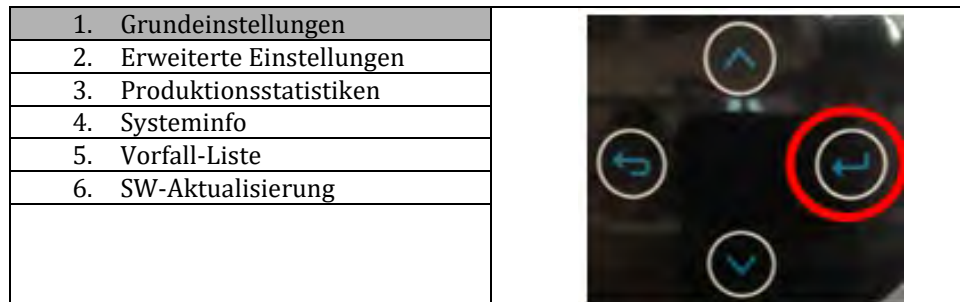 1. Grundeinstellungen
2. Erweiterte Einstellungen
3. Produktionsstatistiken
4. Systeminfo
5. Vorfall-Liste
6. SW-Aktualisierung